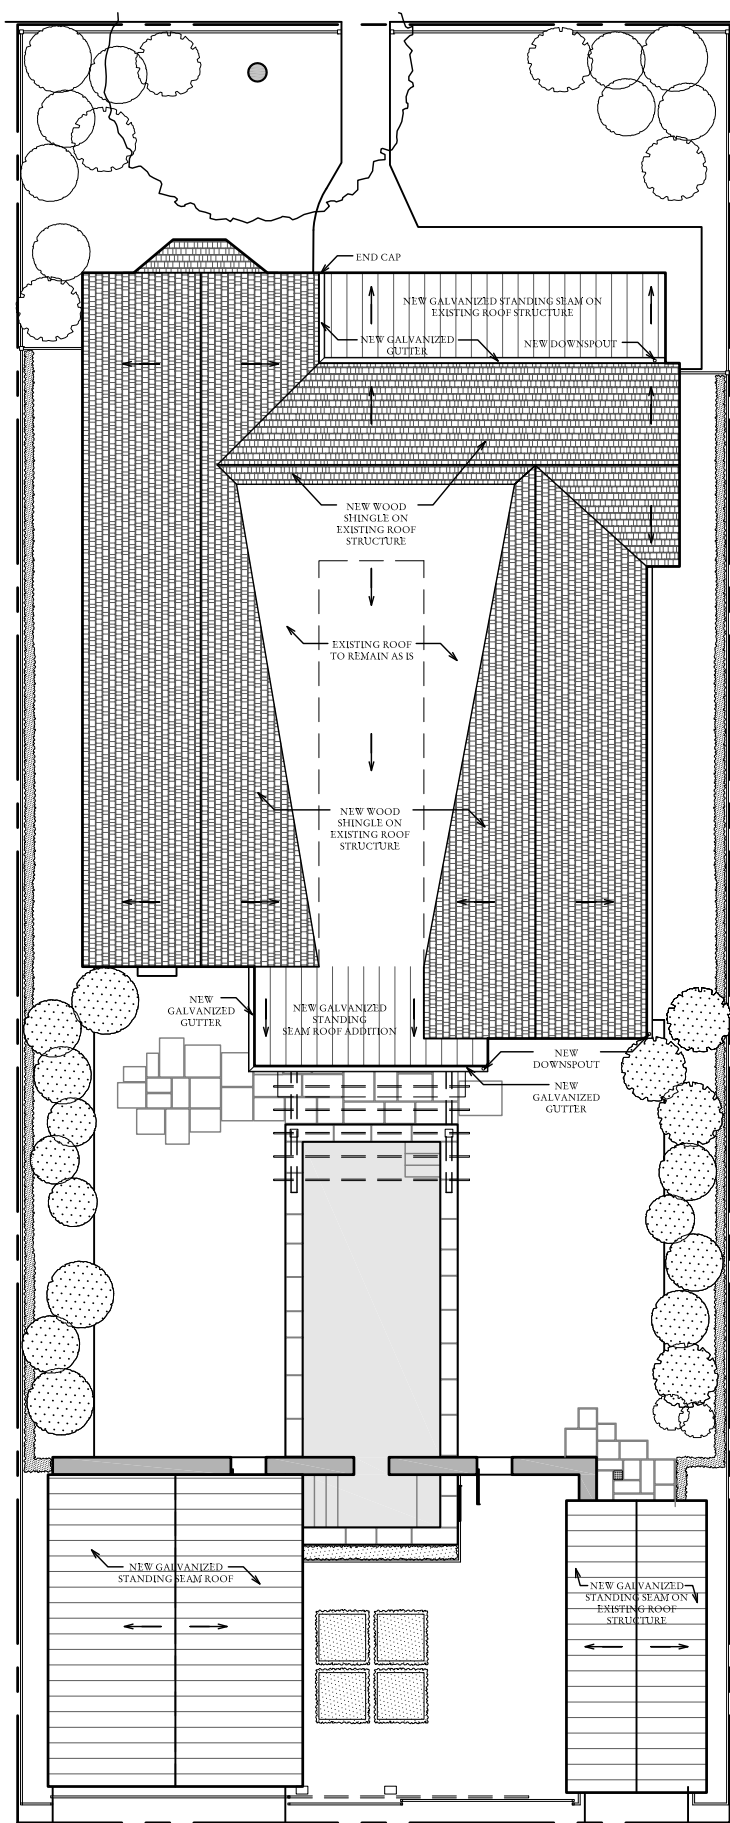 END CAP
NEW GALVANIZED STANDING SEAM ON
EXISTING ROOF STRUCTURE
NEW GALVANIZED
GUTTER
NEW DOWNSPOUT
NEW WOOD
SHINGLE ON
EXISTING ROOF
STRUCTURE
EXISTING ROOF
TO REMAIN AS IS
NEW WOOD
SHINGLE ON
EXISTING ROOF
STRUCTURE
NEW
GALVANIZED
GUTTER
NEW GALVANIZED
STANDING
SEAM ROOF ADDITION
NEW
DOWNSPOUT
NEW
GALVANIZED
GUTTER
NEW GALVANIZED
STANDING SEAM ROOF
NEW GALVANIZED
STANDING SEAM ON
EXISTING ROOF
STRUCTURE